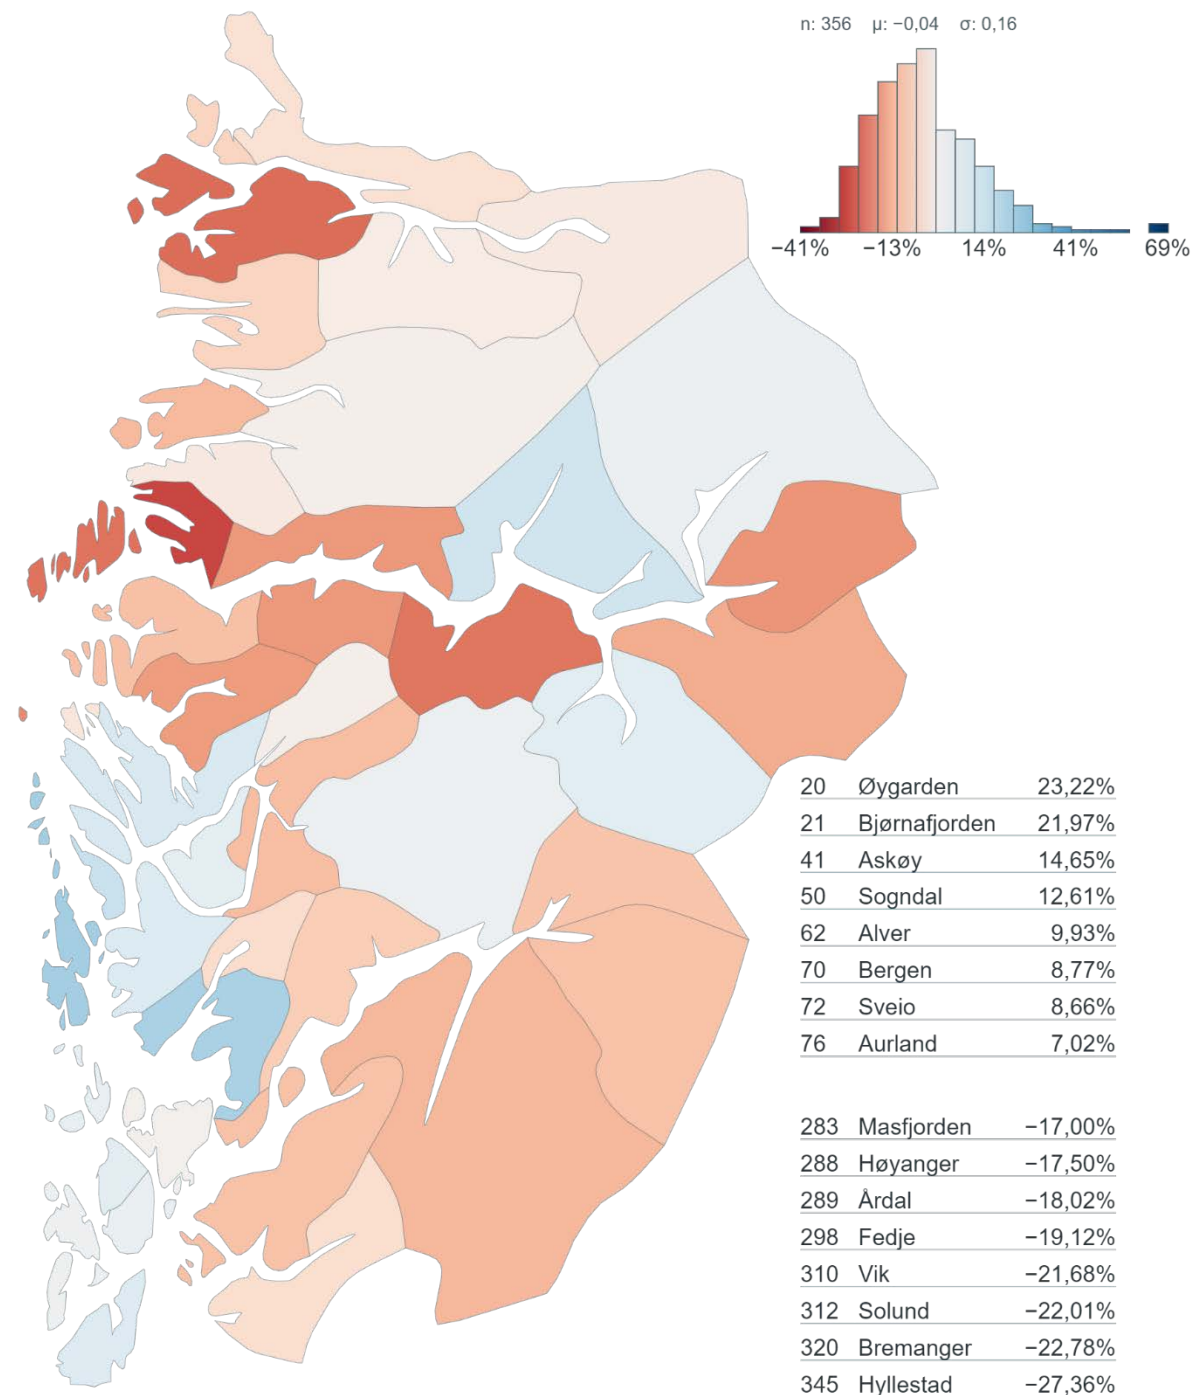 n: 356 μ: −0,04 σ: 0,16
−41% −13% 14% 41% 69%
20 Øygarden 23,22%
21 Bjørnafjorden 21,97%
41 Askøy 14,65%
50 Sogndal 12,61%
62 Alver 9,93%
70 Bergen 8,77%
72 Sveio 8,66%
76 Aurland 7,02%
283 Masfjorden −17,00%
288 Høyanger −17,50%
289 Årdal −18,02%
298 Fedje −19,12%
310 Vik −21,68%
312 Solund −22,01%
320 Bremanger −22,78%
345 Hyllestad −27,36%